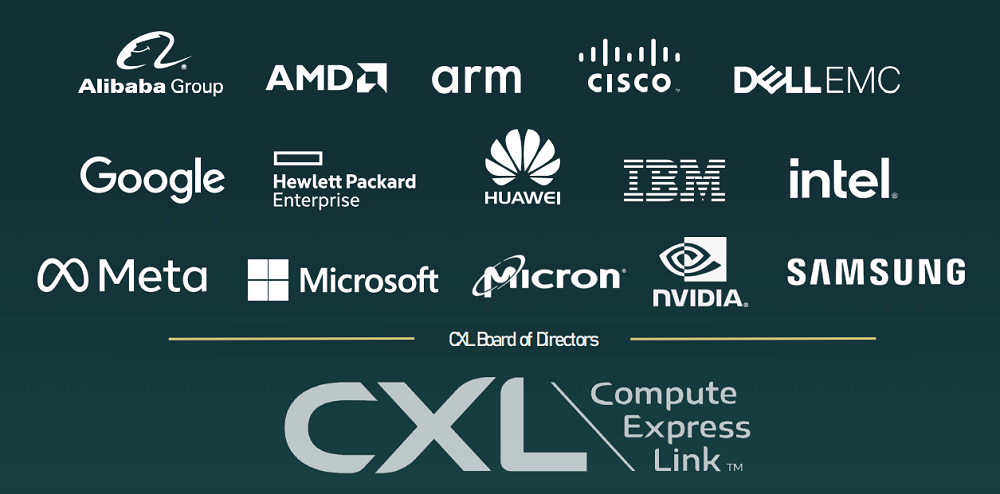 Alibaba Group
AMD
arm
CISCO™
DELLEMC
Google
Hewlett Packard
Enterprise
HUAWEI
IBM
intel®
Meta
Microsoft
Micron®
NVIDIA®
SAMSUNG
CXL Board of Directors
CXL
Compute
Express
Link™